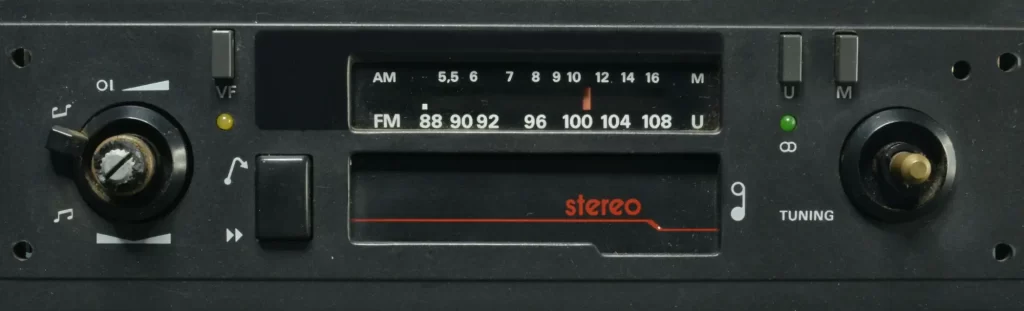 OI
VF
AM 5,5 6 7 8 9 10 12 14 16 M
FM 88 90 92 96 100 104 108 U
U M
stereo
TUNING